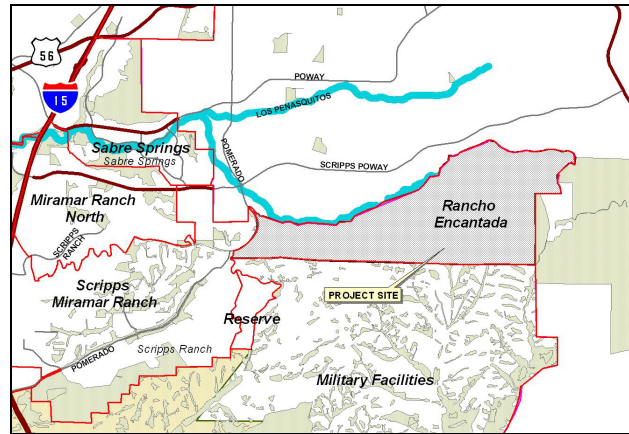 56
15
POWAY
LOS PENASQUITOS
Sabre Springs
Sabre Springs
POMERADO
SCRIPPS POWAY
Miramar Ranch
North
Rancho
Encantada
SCRIPPS
RANCH
Scripps
Miramar Ranch
PROJECT SITE
Reserve
Scripps Ranch
POMERADO
Military Facilities